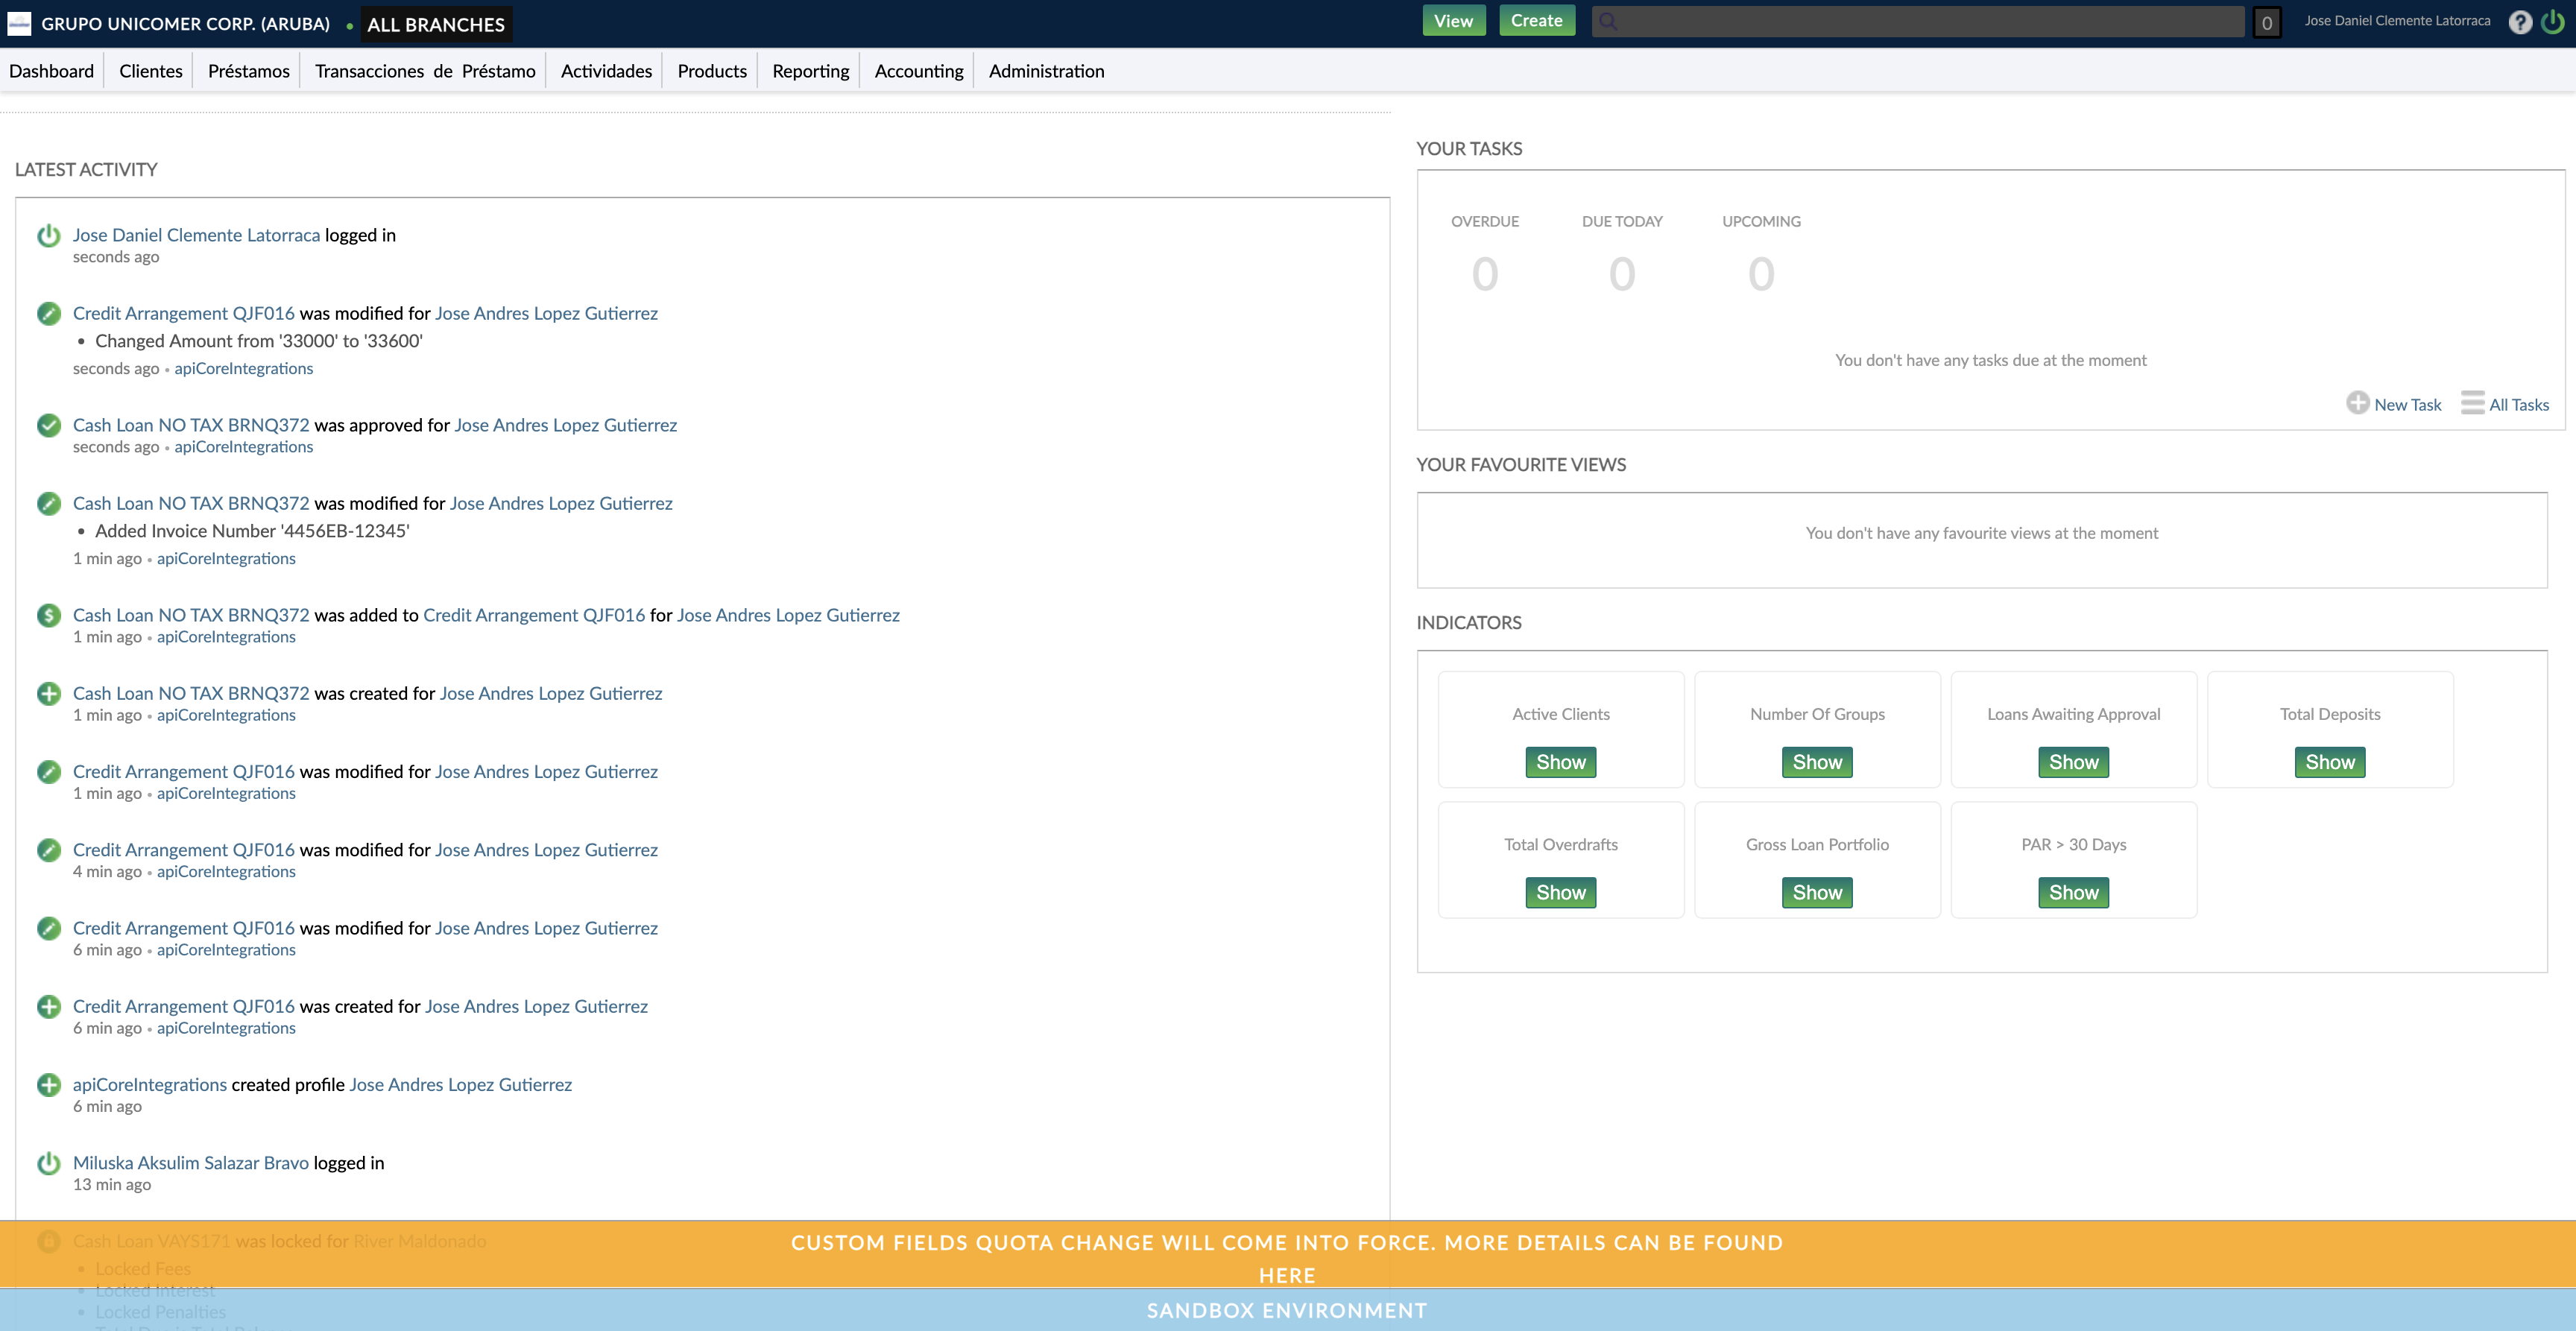 GRUPO UNICOMER CORP. (ARUBA) • ALL BRANCHES
View Create 0 Jose Daniel Clemente Latorraca ?
Dashboard Clientes Préstamos Transacciones de Préstamo Actividades Products Reporting Accounting Administration
LATEST ACTIVITY
Jose Daniel Clemente Latorraca logged in
seconds ago
Credit Arrangement QJF016 was modified for Jose Andres Lopez Gutierrez
• Changed Amount from '33000' to '33600'
seconds ago • apiCoreIntegrations
Cash Loan NO TAX BRNQ372 was approved for Jose Andres Lopez Gutierrez
seconds ago • apiCoreIntegrations
Cash Loan NO TAX BRNQ372 was modified for Jose Andres Lopez Gutierrez
• Added Invoice Number '4456EB-12345'
1 min ago • apiCoreIntegrations
Cash Loan NO TAX BRNQ372 was added to Credit Arrangement QJF016 for Jose Andres Lopez Gutierrez
1 min ago • apiCoreIntegrations
Cash Loan NO TAX BRNQ372 was created for Jose Andres Lopez Gutierrez
1 min ago • apiCoreIntegrations
Credit Arrangement QJF016 was modified for Jose Andres Lopez Gutierrez
1 min ago • apiCoreIntegrations
Credit Arrangement QJF016 was modified for Jose Andres Lopez Gutierrez
4 min ago • apiCoreIntegrations
Credit Arrangement QJF016 was modified for Jose Andres Lopez Gutierrez
6 min ago • apiCoreIntegrations
Credit Arrangement QJF016 was created for Jose Andres Lopez Gutierrez
6 min ago • apiCoreIntegrations
apiCoreIntegrations created profile Jose Andres Lopez Gutierrez
6 min ago
Miluska Aksulim Salazar Bravo logged in
13 min ago
Cash Loan VAYS171 was locked for River Maldonado
• Locked Fees
• Locked Interest
• Locked Penalties
YOUR TASKS
OVERDUE DUE TODAY UPCOMING
0 0 0
You don't have any tasks due at the moment
New Task All Tasks
YOUR FAVOURITE VIEWS
You don't have any favourite views at the moment
INDICATORS
Active Clients Number Of Groups Loans Awaiting Approval Total Deposits
Show Show Show Show
Total Overdrafts Gross Loan Portfolio PAR > 30 Days
Show Show Show
CUSTOM FIELDS QUOTA CHANGE WILL COME INTO FORCE. MORE DETAILS CAN BE FOUND
HERE
SANDBOX ENVIRONMENT